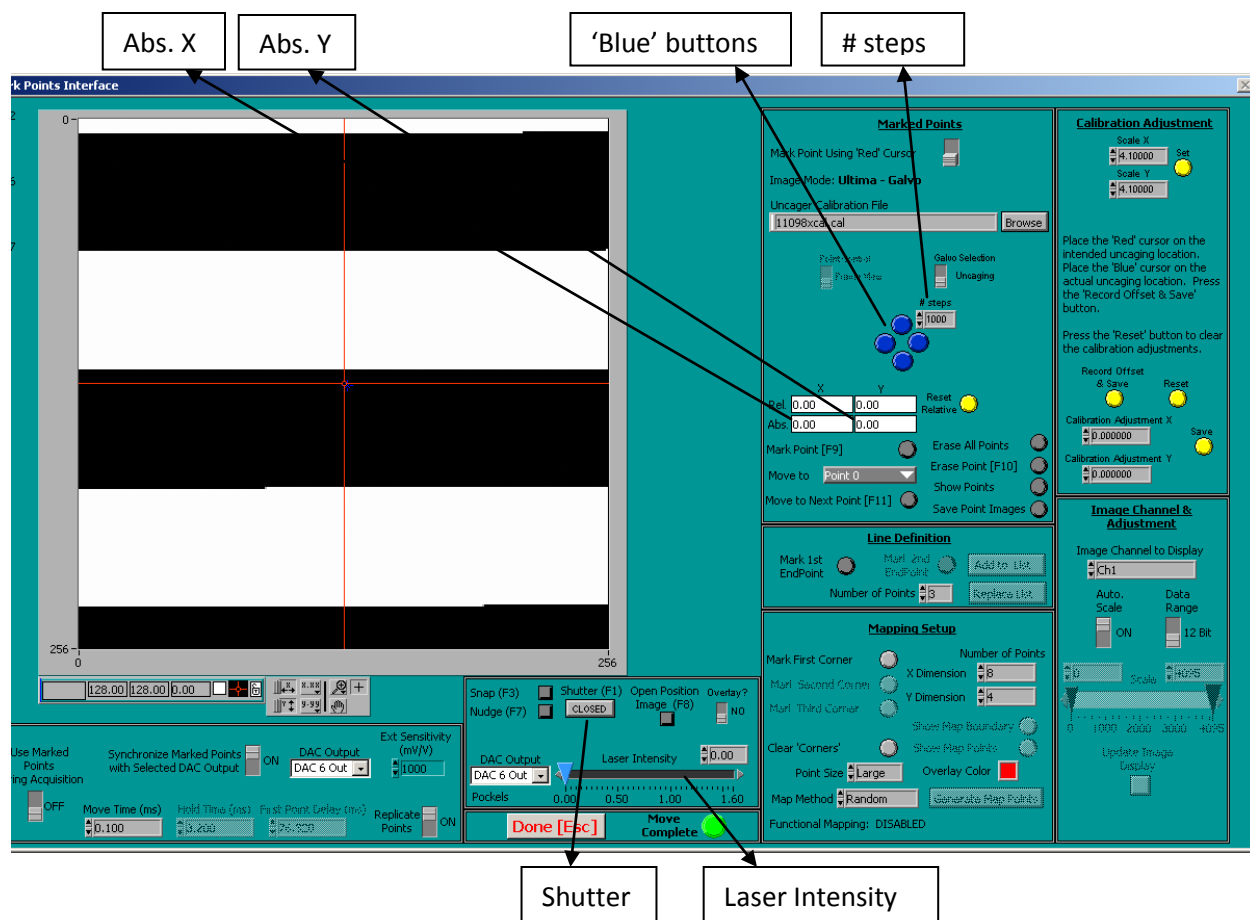 Abs. X
Abs. Y
‘Blue’ buttons
# steps
rk Points Interface
2
6
7
0
256
0
256
128.00 128.00 0.00
x.xx
y.yy
Marked Points
Mark Point Using 'Red' Cursor
Image Mode: Ultima - Galvo
Uncager Calibration File
11098xcal.cal
Browse
Galvo Selection
Uncaging
# steps
1000
X Y
Rel. 0.00 0.00
Reset
Relative
Abs. 0.00 0.00
Mark Point [F9]
Erase All Points
Move to Point 0
Erase Point [F10]
Show Points
Move to Next Point [F11]
Save Point Images
Line Definition
Mark 1st
EndPoint
2nd
EndPoint
Add to List
Number of Points 3
Replace List
Mapping Setup
Mark First Corner
Number of Points
X Dimension 8
Second Corner
Y Dimension 4
Third Corner
Show Map Boundary
Clear 'Corners'
Show Map Points
Point Size Large
Overlay Color
Map Method Random
Generate Map Points
Functional Mapping: DISABLED
Calibration Adjustment
Scale X
4.10000
Set
Scale Y
4.10000
Place the 'Red' cursor on the
intended uncaging location.
Place the 'Blue' cursor on the
actual uncaging location. Press
the 'Record Offset & Save'
button.
Press the 'Reset' button to clear
the calibration adjustments.
Record Offset
& Save
Reset
Calibration Adjustment X
0.000000
Save
Calibration Adjustment Y
0.000000
Image Channel &
Adjustment
Image Channel to Display
Ch1
Auto.
Scale
ON
Data
Range
12 Bit
0 Scale 4095
0 1000 2000 3000 4095
Update Image
Display
Snap (F3)
Nudge (F7)
Shutter (F1)
CLOSED
Open Position
Image (F8)
Overlay?
NO
DAC Output
DAC 6 Out
Pockels
Laser Intensity
0.00
0.00 0.50 1.00 1.60
Done [Esc]
Move
Complete
Use Marked
Points
ring Acquisition
OFF
Synchronize Marked Points
with Selected DAC Output
ON
DAC Output
DAC 6 Out
Ext Sensitivity
(mV/V)
1000
Move Time (ms)
0.100
Hold Time (ms)
3.200
First Point Delay (ms)
Replicate
Points
ON
Shutter
Laser Intensity